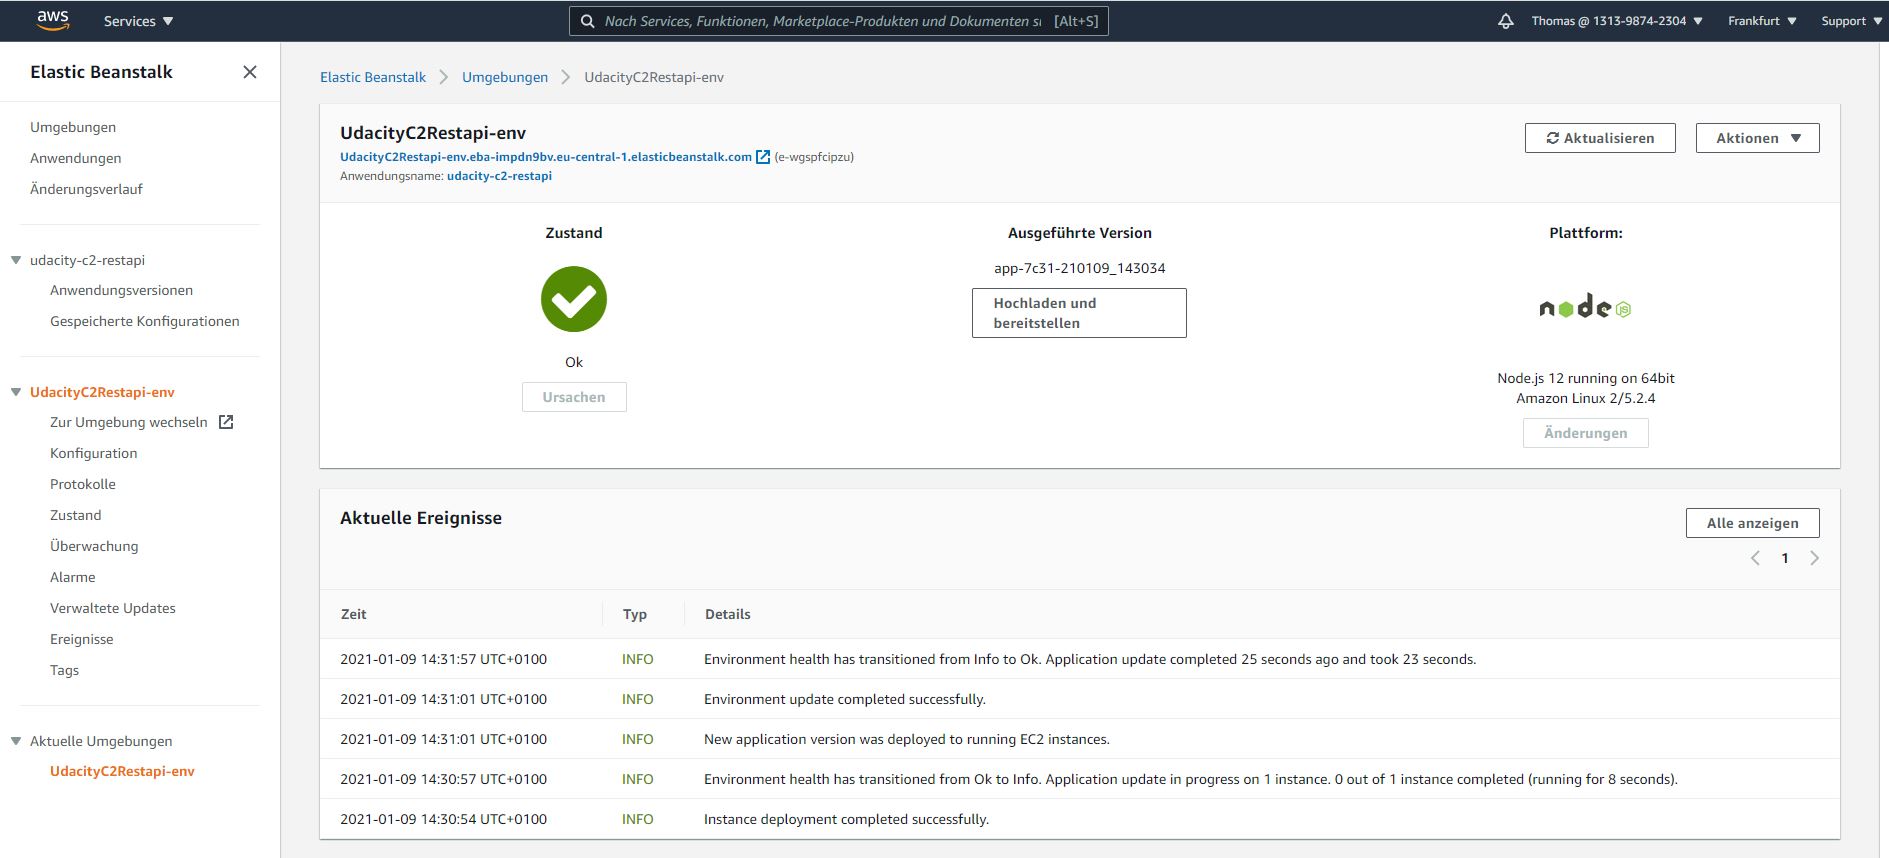 aws
Services
Nach Services, Funktionen, Marketplace-Produkten und Dokumenten su [Alt+S]
Thomas @ 1313-9874-2304
Frankfurt
Support
Elastic Beanstalk
Umgebungen
Anwendungen
Änderungsverlauf
udacity-c2-restapi
Anwendungsversionen
Gespeicherte Konfigurationen
UdacityC2Restapi-env
Zur Umgebung wechseln
Konfiguration
Protokolle
Zustand
Überwachung
Alarme
Verwaltete Updates
Ereignisse
Tags
Aktuelle Umgebungen
UdacityC2Restapi-env
Elastic Beanstalk Umgebungen UdacityC2Restapi-env
UdacityC2Restapi-env
UdacityC2Restapi-env.eba-impdn9bv.eu-central-1.elasticbeanstalk.com (e-wgspfcipzu)
Anwendungsname: udacity-c2-restapi
Aktualisieren
Aktionen
Zustand
Ok
Ursachen
Ausgeführte Version
app-7c31-210109_143034
Hochladen und
bereitstellen
Plattform:
node JS
Node.js 12 running on 64bit
Amazon Linux 2/5.2.4
Änderungen
Aktuelle Ereignisse
Alle anzeigen
1
Zeit Typ Details
2021-01-09 14:31:57 UTC+0100 INFO Environment health has transitioned from Info to Ok. Application update completed 25 seconds ago and took 23 seconds.
2021-01-09 14:31:01 UTC+0100 INFO Environment update completed successfully.
2021-01-09 14:31:01 UTC+0100 INFO New application version was deployed to running EC2 instances.
2021-01-09 14:30:57 UTC+0100 INFO Environment health has transitioned from Ok to Info. Application update in progress on 1 instance. 0 out of 1 instance completed (running for 8 seconds).
2021-01-09 14:30:54 UTC+0100 INFO Instance deployment completed successfully.